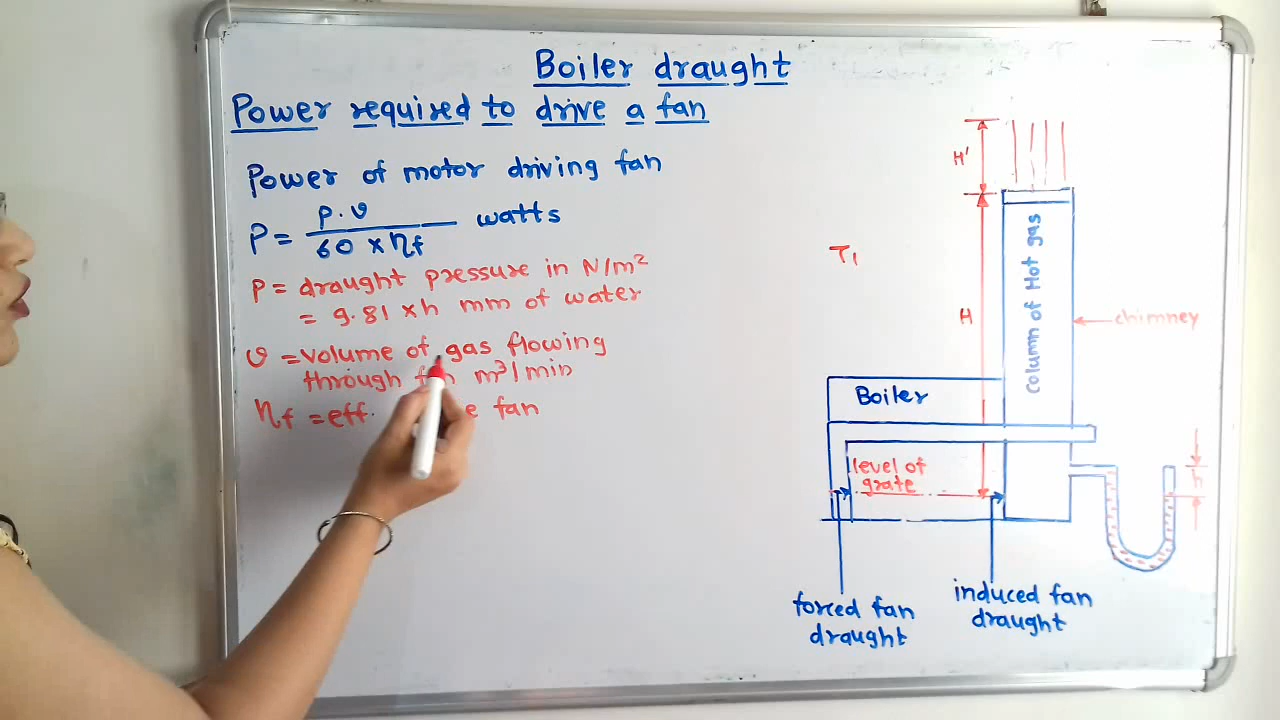 Boiler draught
Power required to drive a fan
Power of motor driving fan
P = p.v / 60 × ηf watts
P = draught pressure in N/m²
= 9.81 × h mm of water
v = volume of gas flowing
through m³/min
ηf = eff. fan
H'
H
T1
column of Hot gas
chimney
Boiler
level of
grate
h
forced fan
draught
induced fan
draught